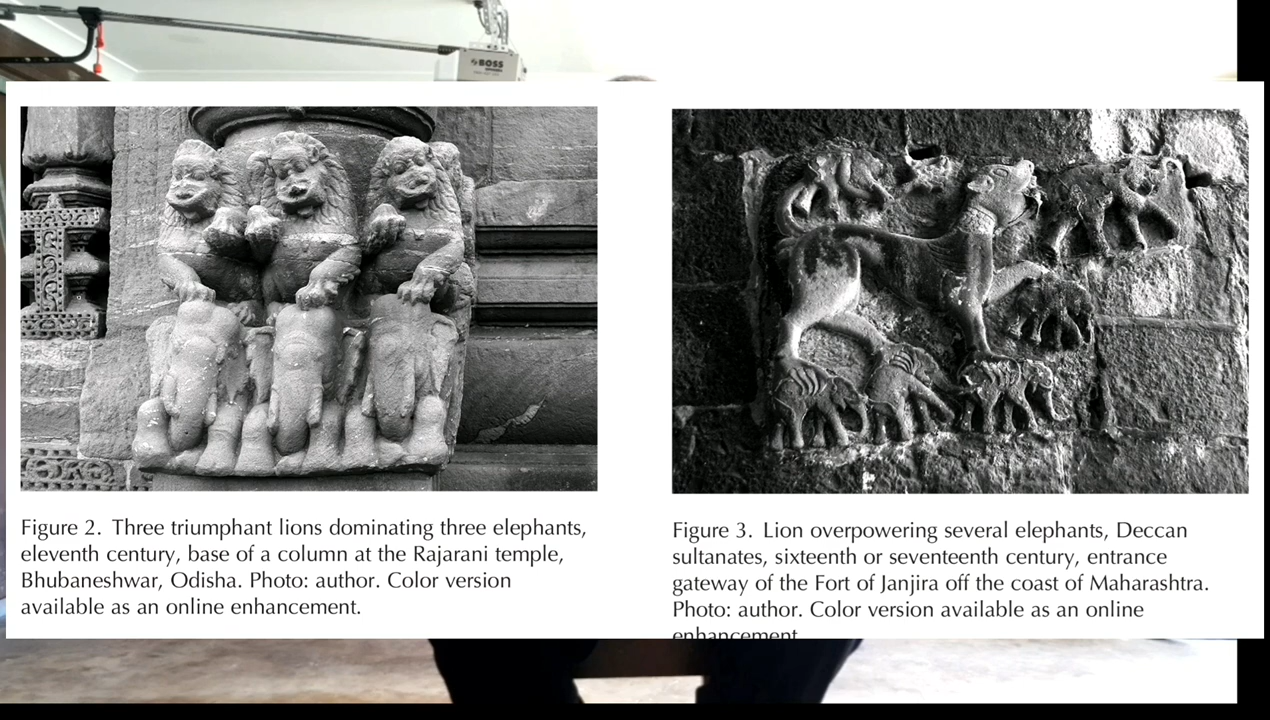 BOSS
Figure 2. Three triumphant lions dominating three elephants,
eleventh century, base of a column at the Rajarani temple,
Bhubaneshwar, Odisha. Photo: author. Color version
available as an online enhancement.
Figure 3. Lion overpowering several elephants, Deccan
sultanates, sixteenth or seventeenth century, entrance
gateway of the Fort of Janjira off the coast of Maharashtra.
Photo: author. Color version available as an online
enhancement